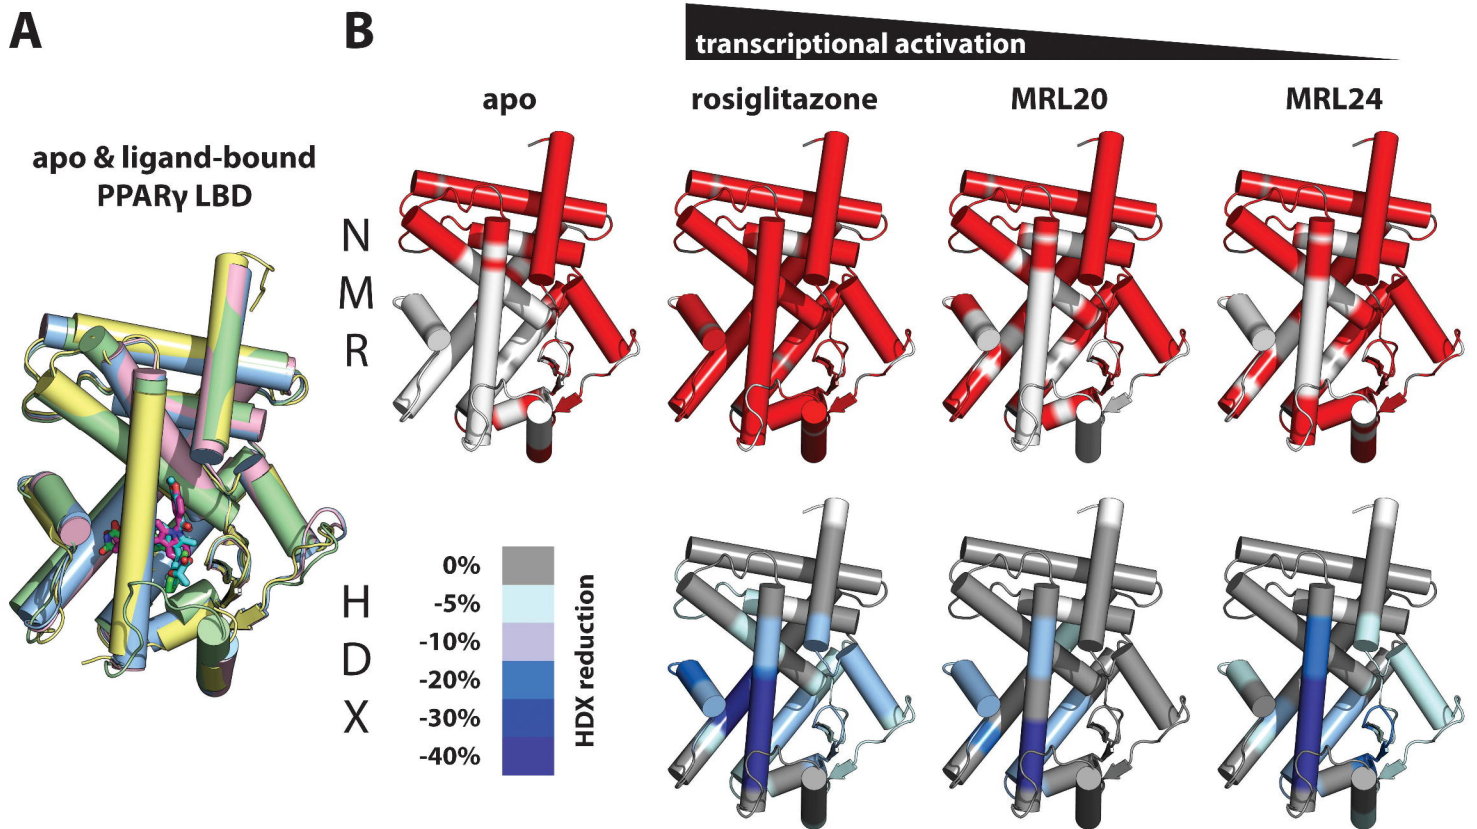 A
B
transcriptional activation
apo
rosiglitazone
MRL20
MRL24
apo & ligand-bound
PPARγ LBD
N
M
R
H
D
X
0%
-5%
-10%
-20%
-30%
-40%
HDX reduction